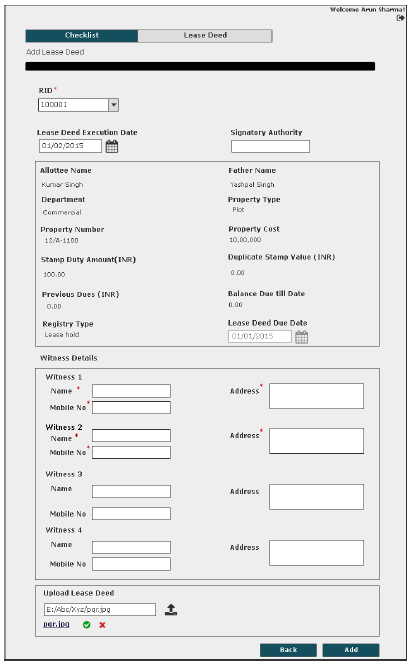 Welcome Arun Sharma!
Checklist Lease Deed
Add Lease Deed
RID*
100001
Lease Deed Execution Date Signatory Authority
01/02/2015
Allottee Name Father Name
Kumar Singh Yashpal Singh
Department Property Type
Commercial Plot
Property Number Property Cost
12/A-1100 10,00,000
Stamp Duty Amount(INR) Duplicate Stamp Value (INR)
100.00 0.00
Previous Dues (INR) Balance Due till Date
0.00 0.00
Registry Type Lease Deed Due Date
Lease hold 01/01/2015
Witness Details
Witness 1
Name * Address*
Mobile No*
Witness 2
Name * Address*
Mobile No*
Witness 3
Name Address
Mobile No
Witness 4
Name Address
Mobile No
Upload Lease Deed
E:/Abc/Xyz/pqr.jpg
pqr.jpg
Back Add